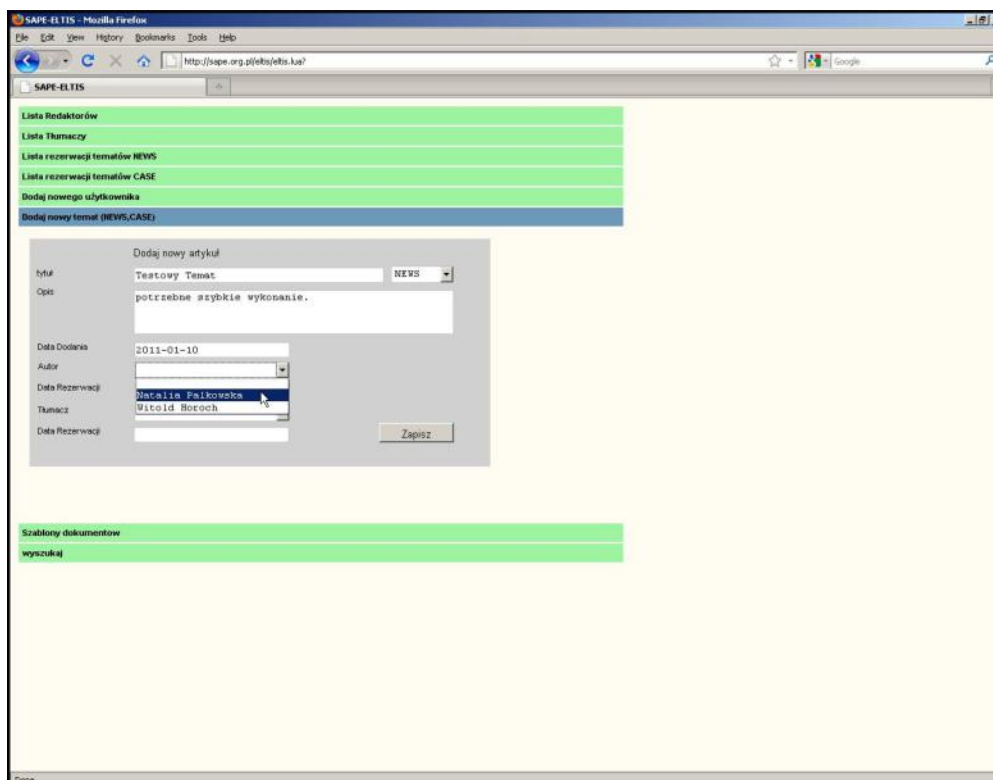 SAPE-ELTIS - Mozilla Firefox
File Edit View History Bookmarks Tools Help
http://sape.org.pl/eltis/eltis.lua?
Google
SAPE-ELTIS
Lista Redaktorów
Lista Tłumaczy
Lista rezerwacji tematów NEWS
Lista rezerwacji tematów CASE
Dodaj nowego użytkownika
Dodaj nowy temat (NEWS,CASE)
Dodaj nowy artykuł
tytuł Testowy Temat NEWS
Opis potrzebne szybkie wykonanie.
Data Dodania 2011-01-10
Autor
Data Rezerwacji
Natalia Palkowska
Tłumacz Witold Horoch
Data Rezerwacji Zapisz
Szablony dokumentow
wyszukaj